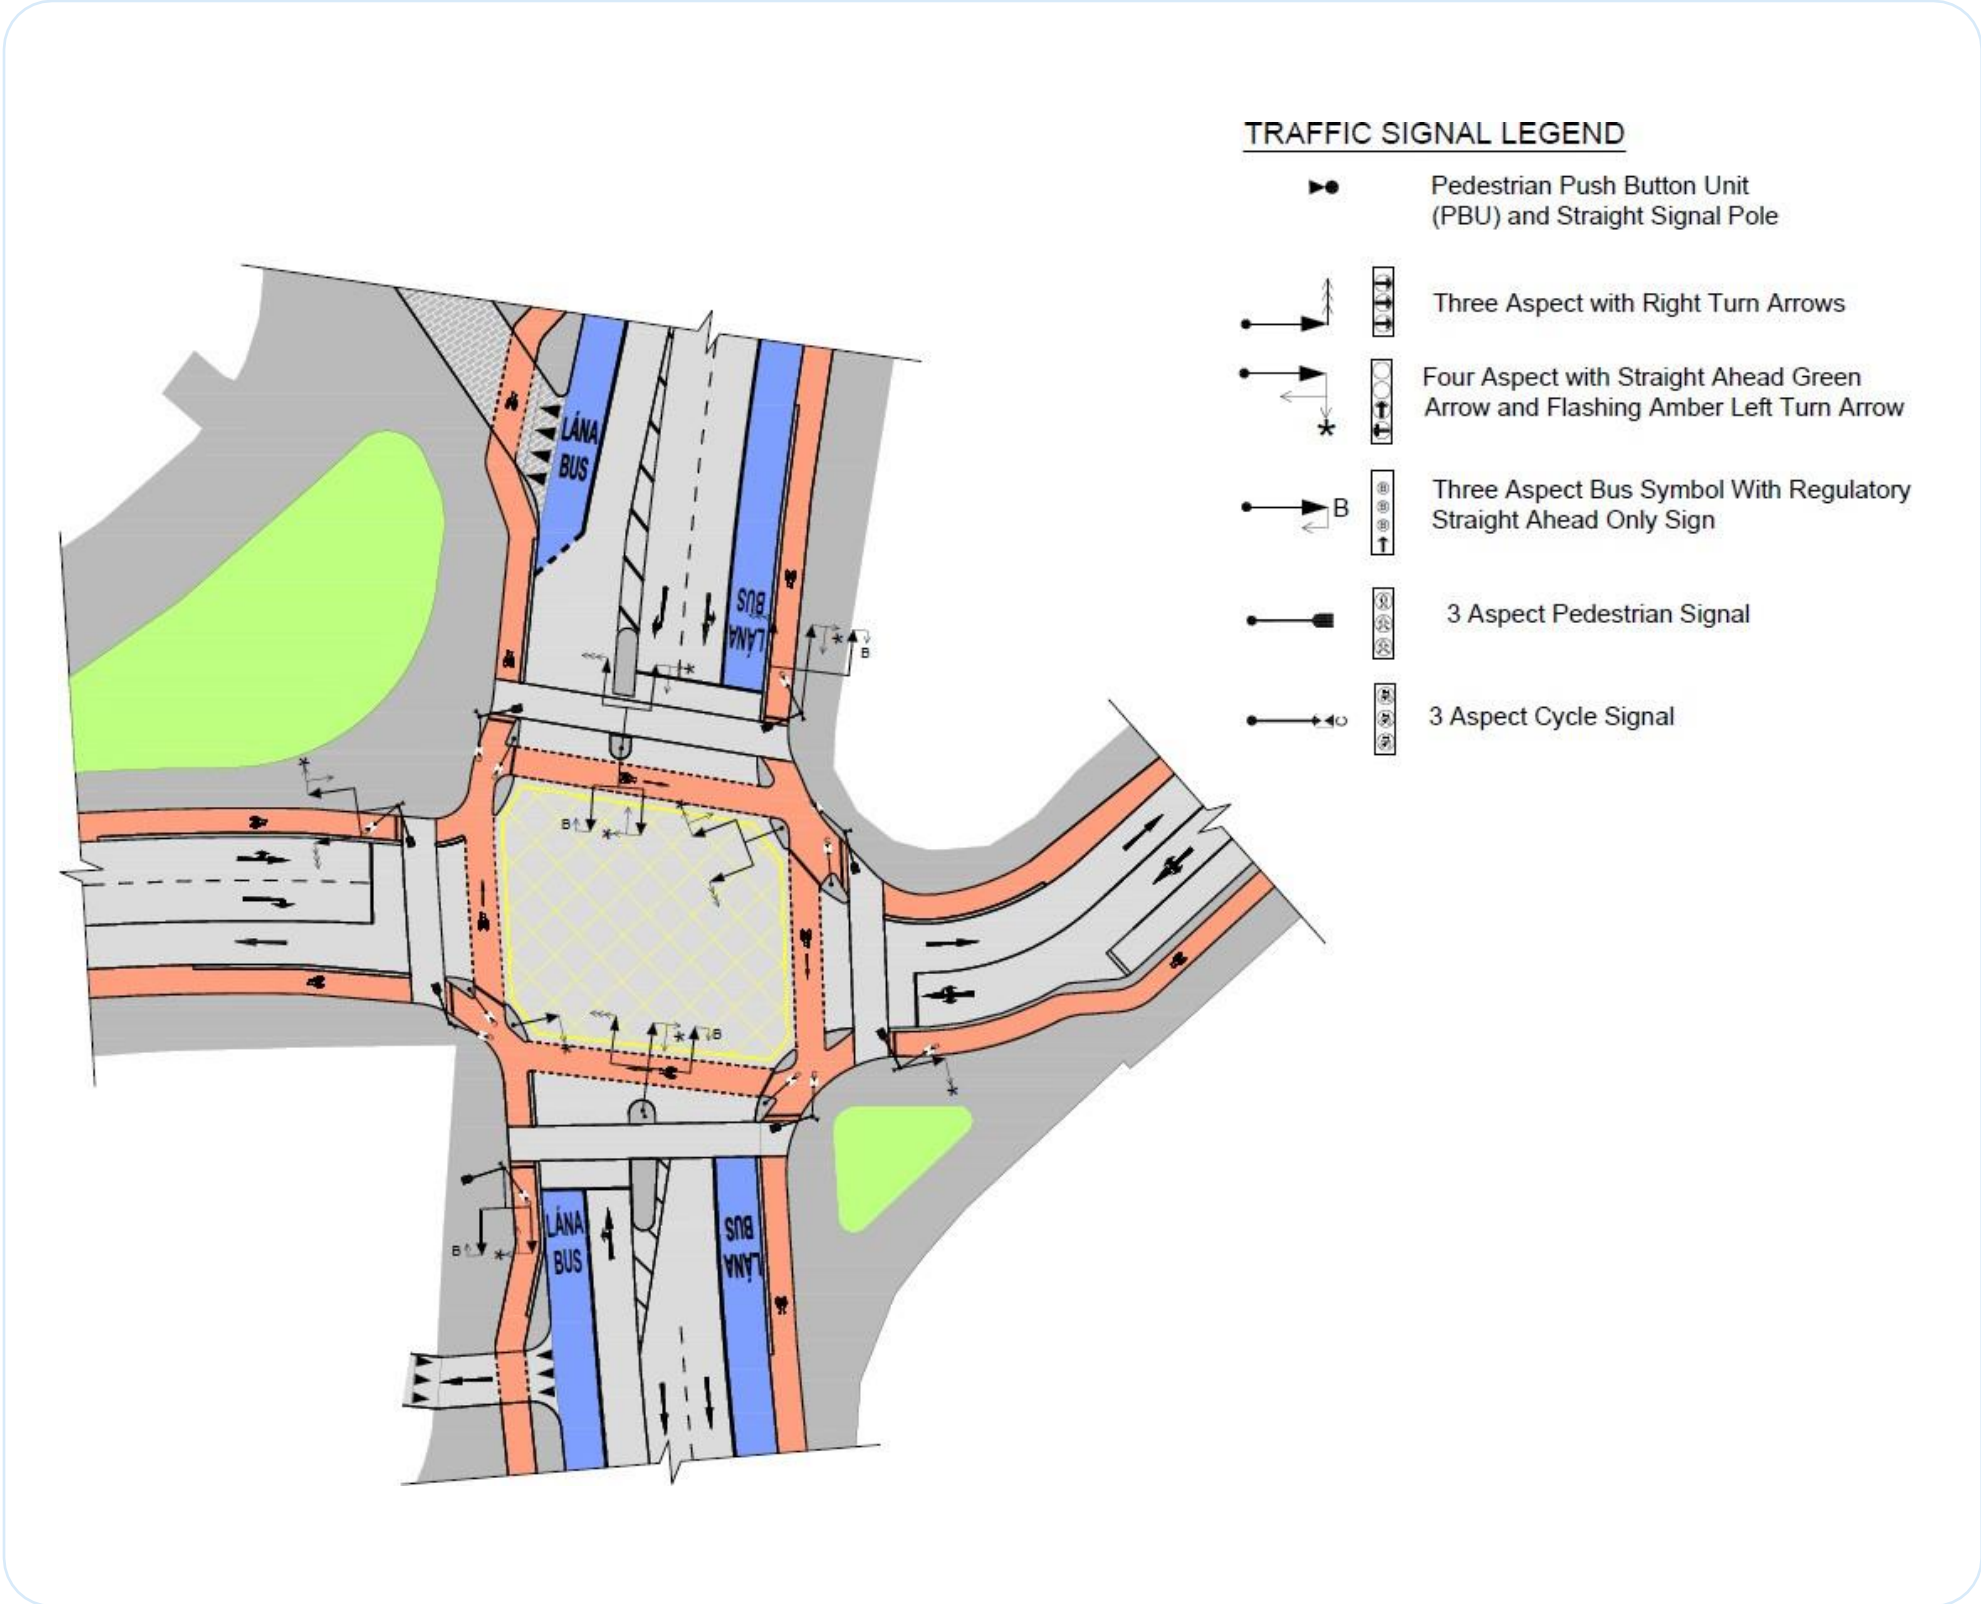 TRAFFIC SIGNAL LEGEND
Pedestrian Push Button Unit
(PBU) and Straight Signal Pole
Three Aspect with Right Turn Arrows
Four Aspect with Straight Ahead Green
Arrow and Flashing Amber Left Turn Arrow
*
B
Three Aspect Bus Symbol With Regulatory
Straight Ahead Only Sign
3 Aspect Pedestrian Signal
C
3 Aspect Cycle Signal
LÁNA
BUS
LÁNA
BUS
*
B
*
*
B
*
*
*
B
*
*
B
*
LÁNA
BUS
LÁNA
BUS